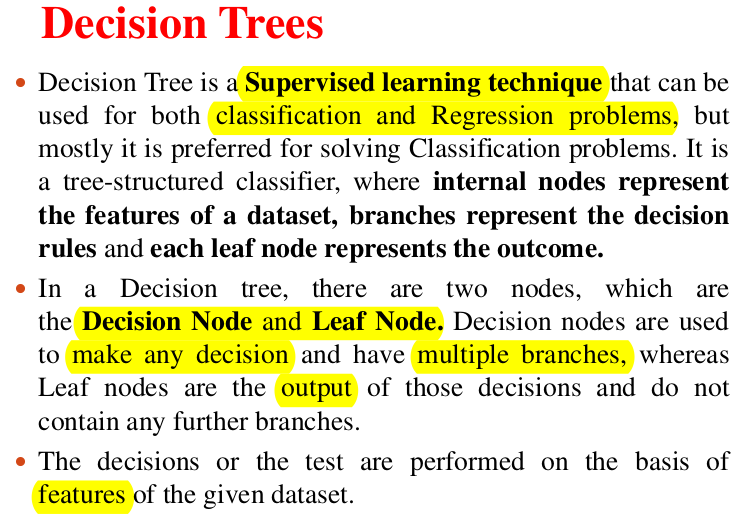 Decision Trees
• Decision Tree is a Supervised learning technique that can be
used for both classification and Regression problems, but
mostly it is preferred for solving Classification problems. It is
a tree-structured classifier, where internal nodes represent
the features of a dataset, branches represent the decision
rules and each leaf node represents the outcome.
• In a Decision tree, there are two nodes, which are
the Decision Node and Leaf Node. Decision nodes are used
to make any decision and have multiple branches, whereas
Leaf nodes are the output of those decisions and do not
contain any further branches.
• The decisions or the test are performed on the basis of
features of the given dataset.